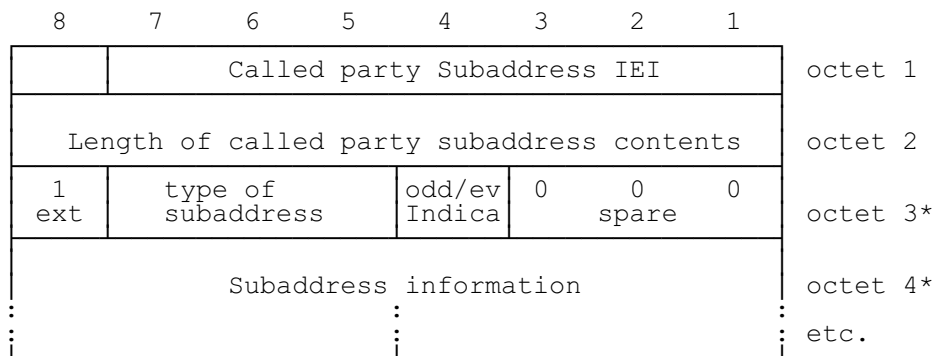 8 7 6 5 4 3 2 1
Called party Subaddress IEI octet 1
Length of called party subaddress contents octet 2
1 type of odd/ev 0 0 0
ext subaddress Indica spare octet 3*
Subaddress information octet 4*
: : : etc.